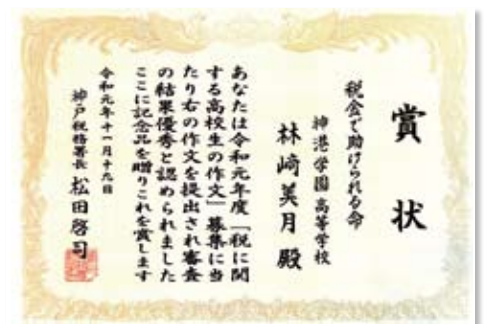 賞状
税金で助けられる命
神港学園 高等学校
林崎美月 殿
あなたは令和元年度「税に関
する高校生の作文」募集に当
たり右の作文を提出され審査
の結果優秀と認められました
ここに記念品を贈りこれを賞します
令和元年十一月十九日
神戸税務署長 松田啓司